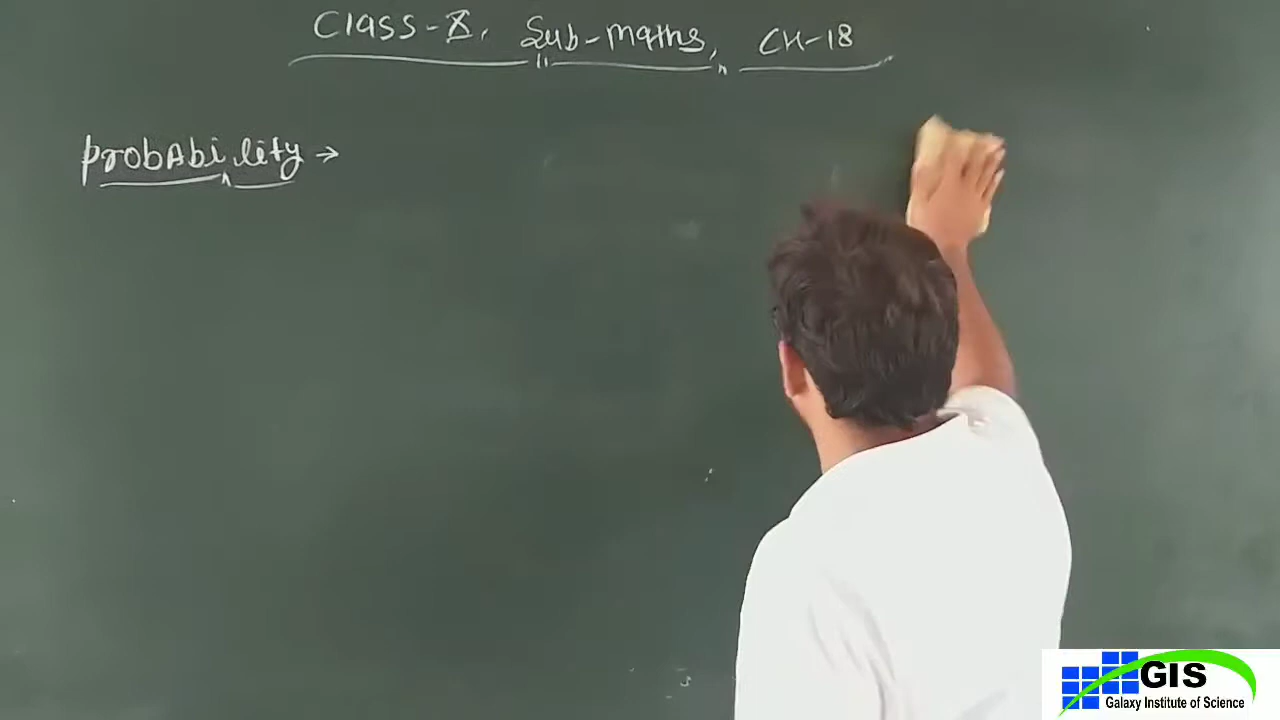 Class-X, Sub-maths, CH-18
probAbility →
GIS
Galaxy Institute of Science